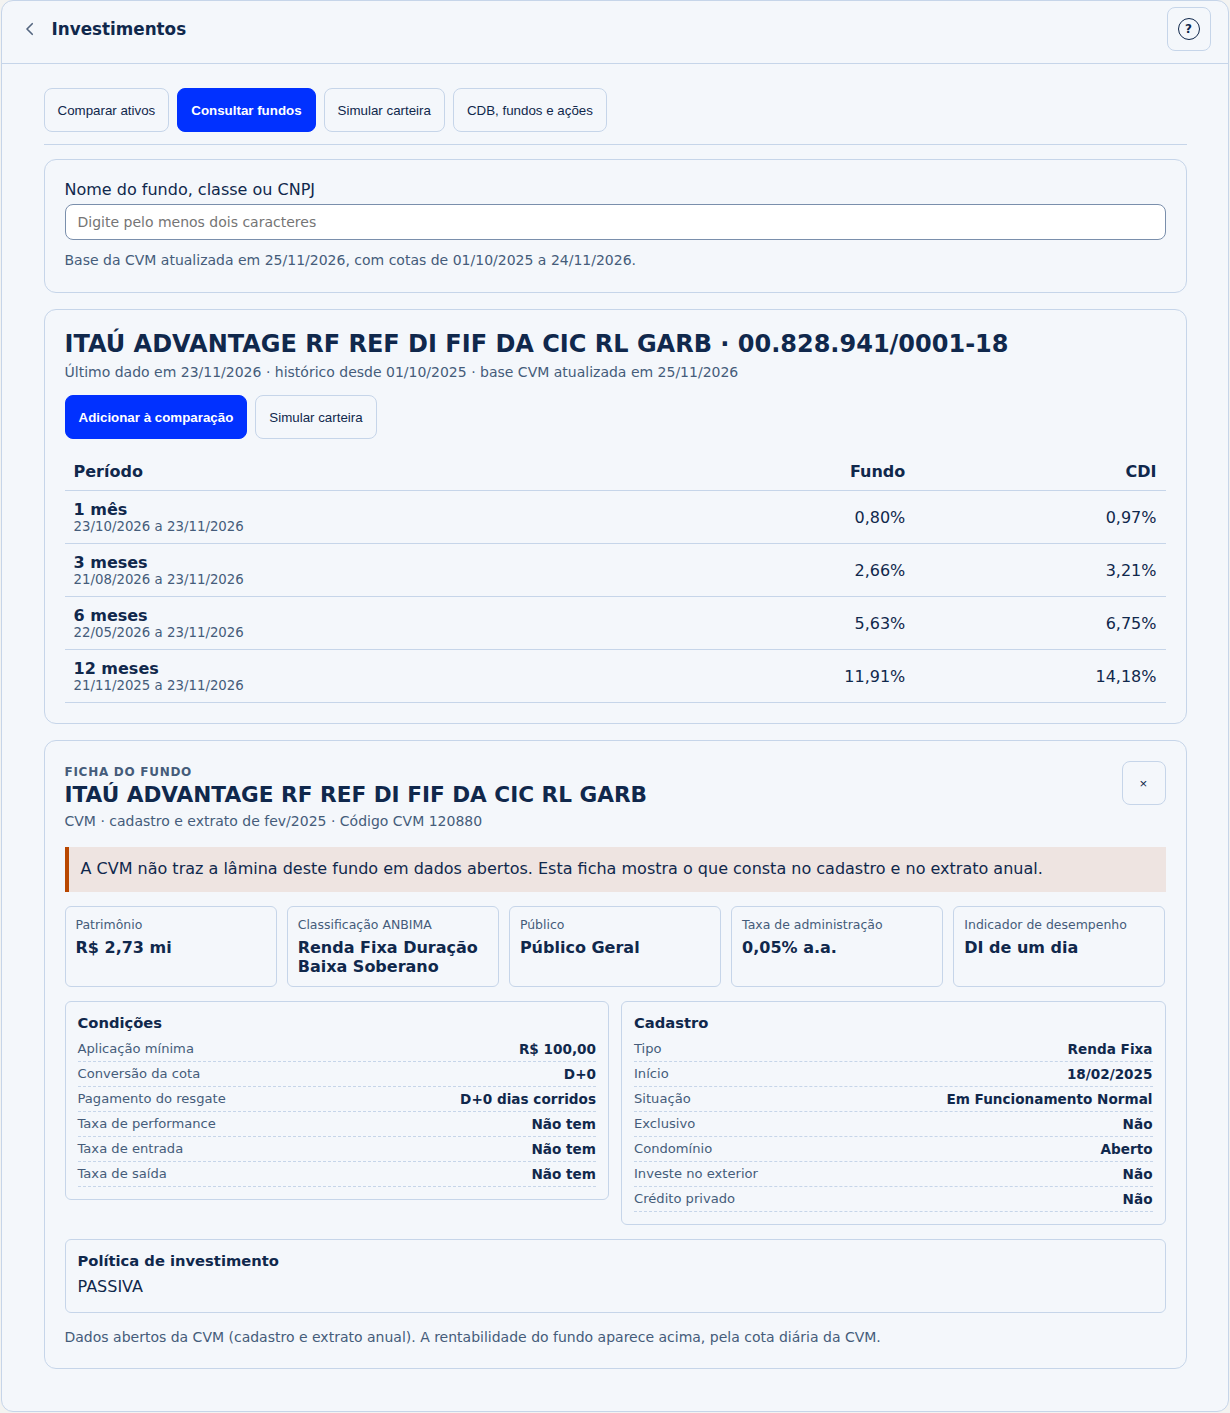 Investimentos
?
Comparar ativos
Consultar fundos
Simular carteira
CDB, fundos e ações
Nome do fundo, classe ou CNPJ
Digite pelo menos dois caracteres
Base da CVM atualizada em 25/11/2026, com cotas de 01/10/2025 a 24/11/2026.
ITAÚ ADVANTAGE RF REF DI FIF DA CIC RL GARB · 00.828.941/0001-18
Último dado em 23/11/2026 · histórico desde 01/10/2025 · base CVM atualizada em 25/11/2026
Adicionar à comparação
Simular carteira
Período Fundo CDI
1 mês
23/10/2026 a 23/11/2026
0,80% 0,97%
3 meses
21/08/2026 a 23/11/2026
2,66% 3,21%
6 meses
22/05/2026 a 23/11/2026
5,63% 6,75%
12 meses
21/11/2025 a 23/11/2026
11,91% 14,18%
FICHA DO FUNDO
ITAÚ ADVANTAGE RF REF DI FIF DA CIC RL GARB
CVM · cadastro e extrato de fev/2025 · Código CVM 120880
×
A CVM não traz a lâmina deste fundo em dados abertos. Esta ficha mostra o que consta no cadastro e no extrato anual.
Patrimônio
R$ 2,73 mi
Classificação ANBIMA
Renda Fixa Duração
Baixa Soberano
Público
Público Geral
Taxa de administração
0,05% a.a.
Indicador de desempenho
DI de um dia
Condições
Aplicação mínima R$ 100,00
Conversão da cota D+0
Pagamento do resgate D+0 dias corridos
Taxa de performance Não tem
Taxa de entrada Não tem
Taxa de saída Não tem
Cadastro
Tipo Renda Fixa
Início 18/02/2025
Situação Em Funcionamento Normal
Exclusivo Não
Condomínio Aberto
Investe no exterior Não
Crédito privado Não
Política de investimento
PASSIVA
Dados abertos da CVM (cadastro e extrato anual). A rentabilidade do fundo aparece acima, pela cota diária da CVM.